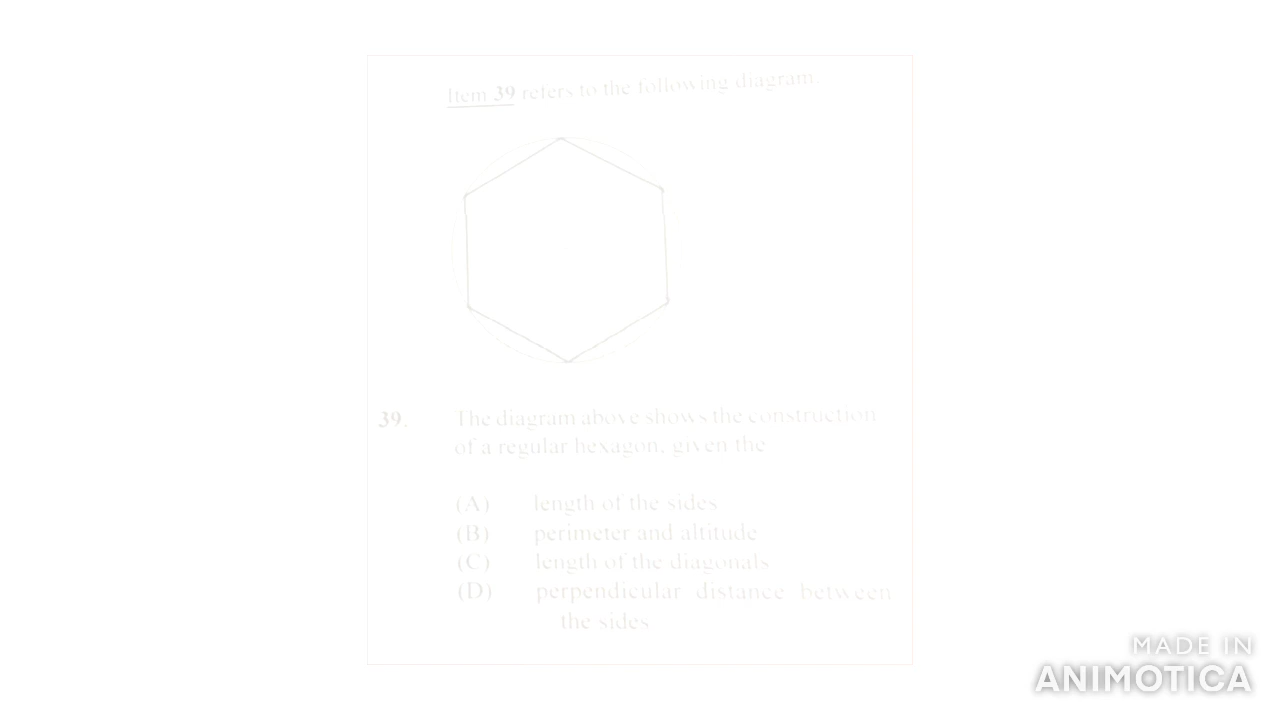 Item 39 refers to the following diagram.
39. The diagram above shows the construction
of a regular hexagon, given the
(A) length of the sides
(B) perimeter and altitude
(C) length of the diagonals
(D) perpendicular distance between
the sides
MADE IN
ANIMOTICA